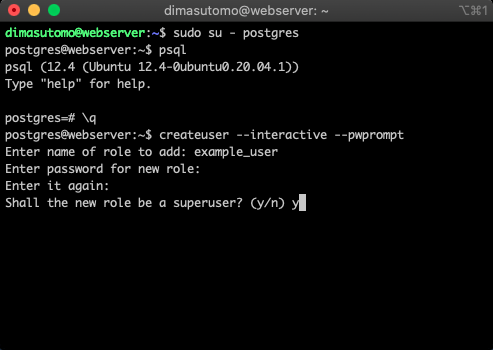 dimasutomo@webserver: ~
⌥⌘1
dimasutomo@webserver:~$ sudo su - postgres
postgres@webserver:~$ psql
psql (12.4 (Ubuntu 12.4-0ubuntu0.20.04.1))
Type "help" for help.
postgres=# \q
postgres@webserver:~$ createuser --interactive --pwprompt
Enter name of role to add: example_user
Enter password for new role:
Enter it again:
Shall the new role be a superuser? (y/n) y